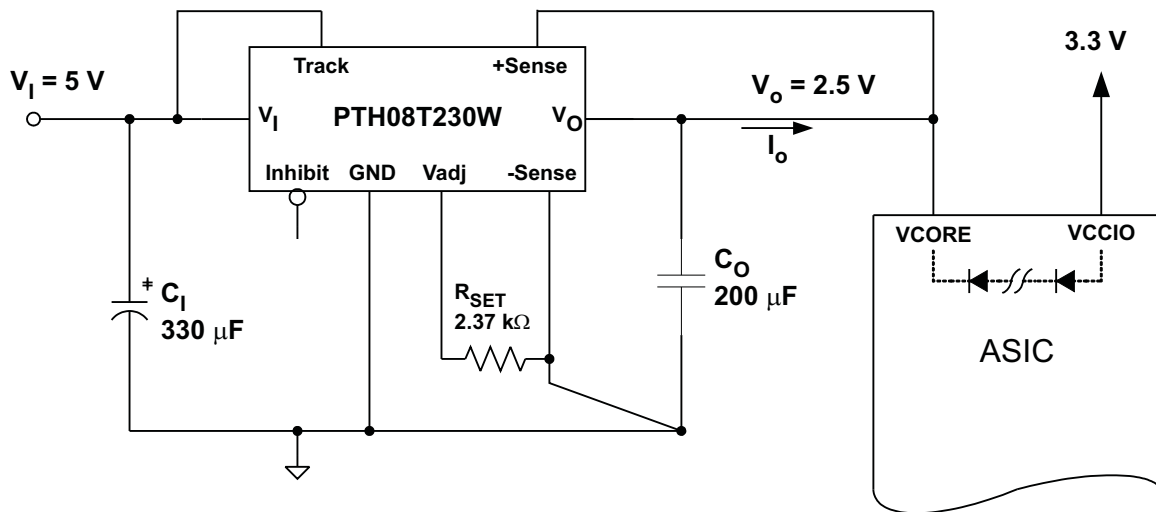 3.3 V
Track
+Sense
V_I = 5 V
V_o = 2.5 V
V_I
PTH08T230W
V_O
I_o
Inhibit
GND
Vadj
-Sense
VCORE
VCCIO
C_O
200 μF
+ C_I
330 μF
R_SET
2.37 kΩ
ASIC